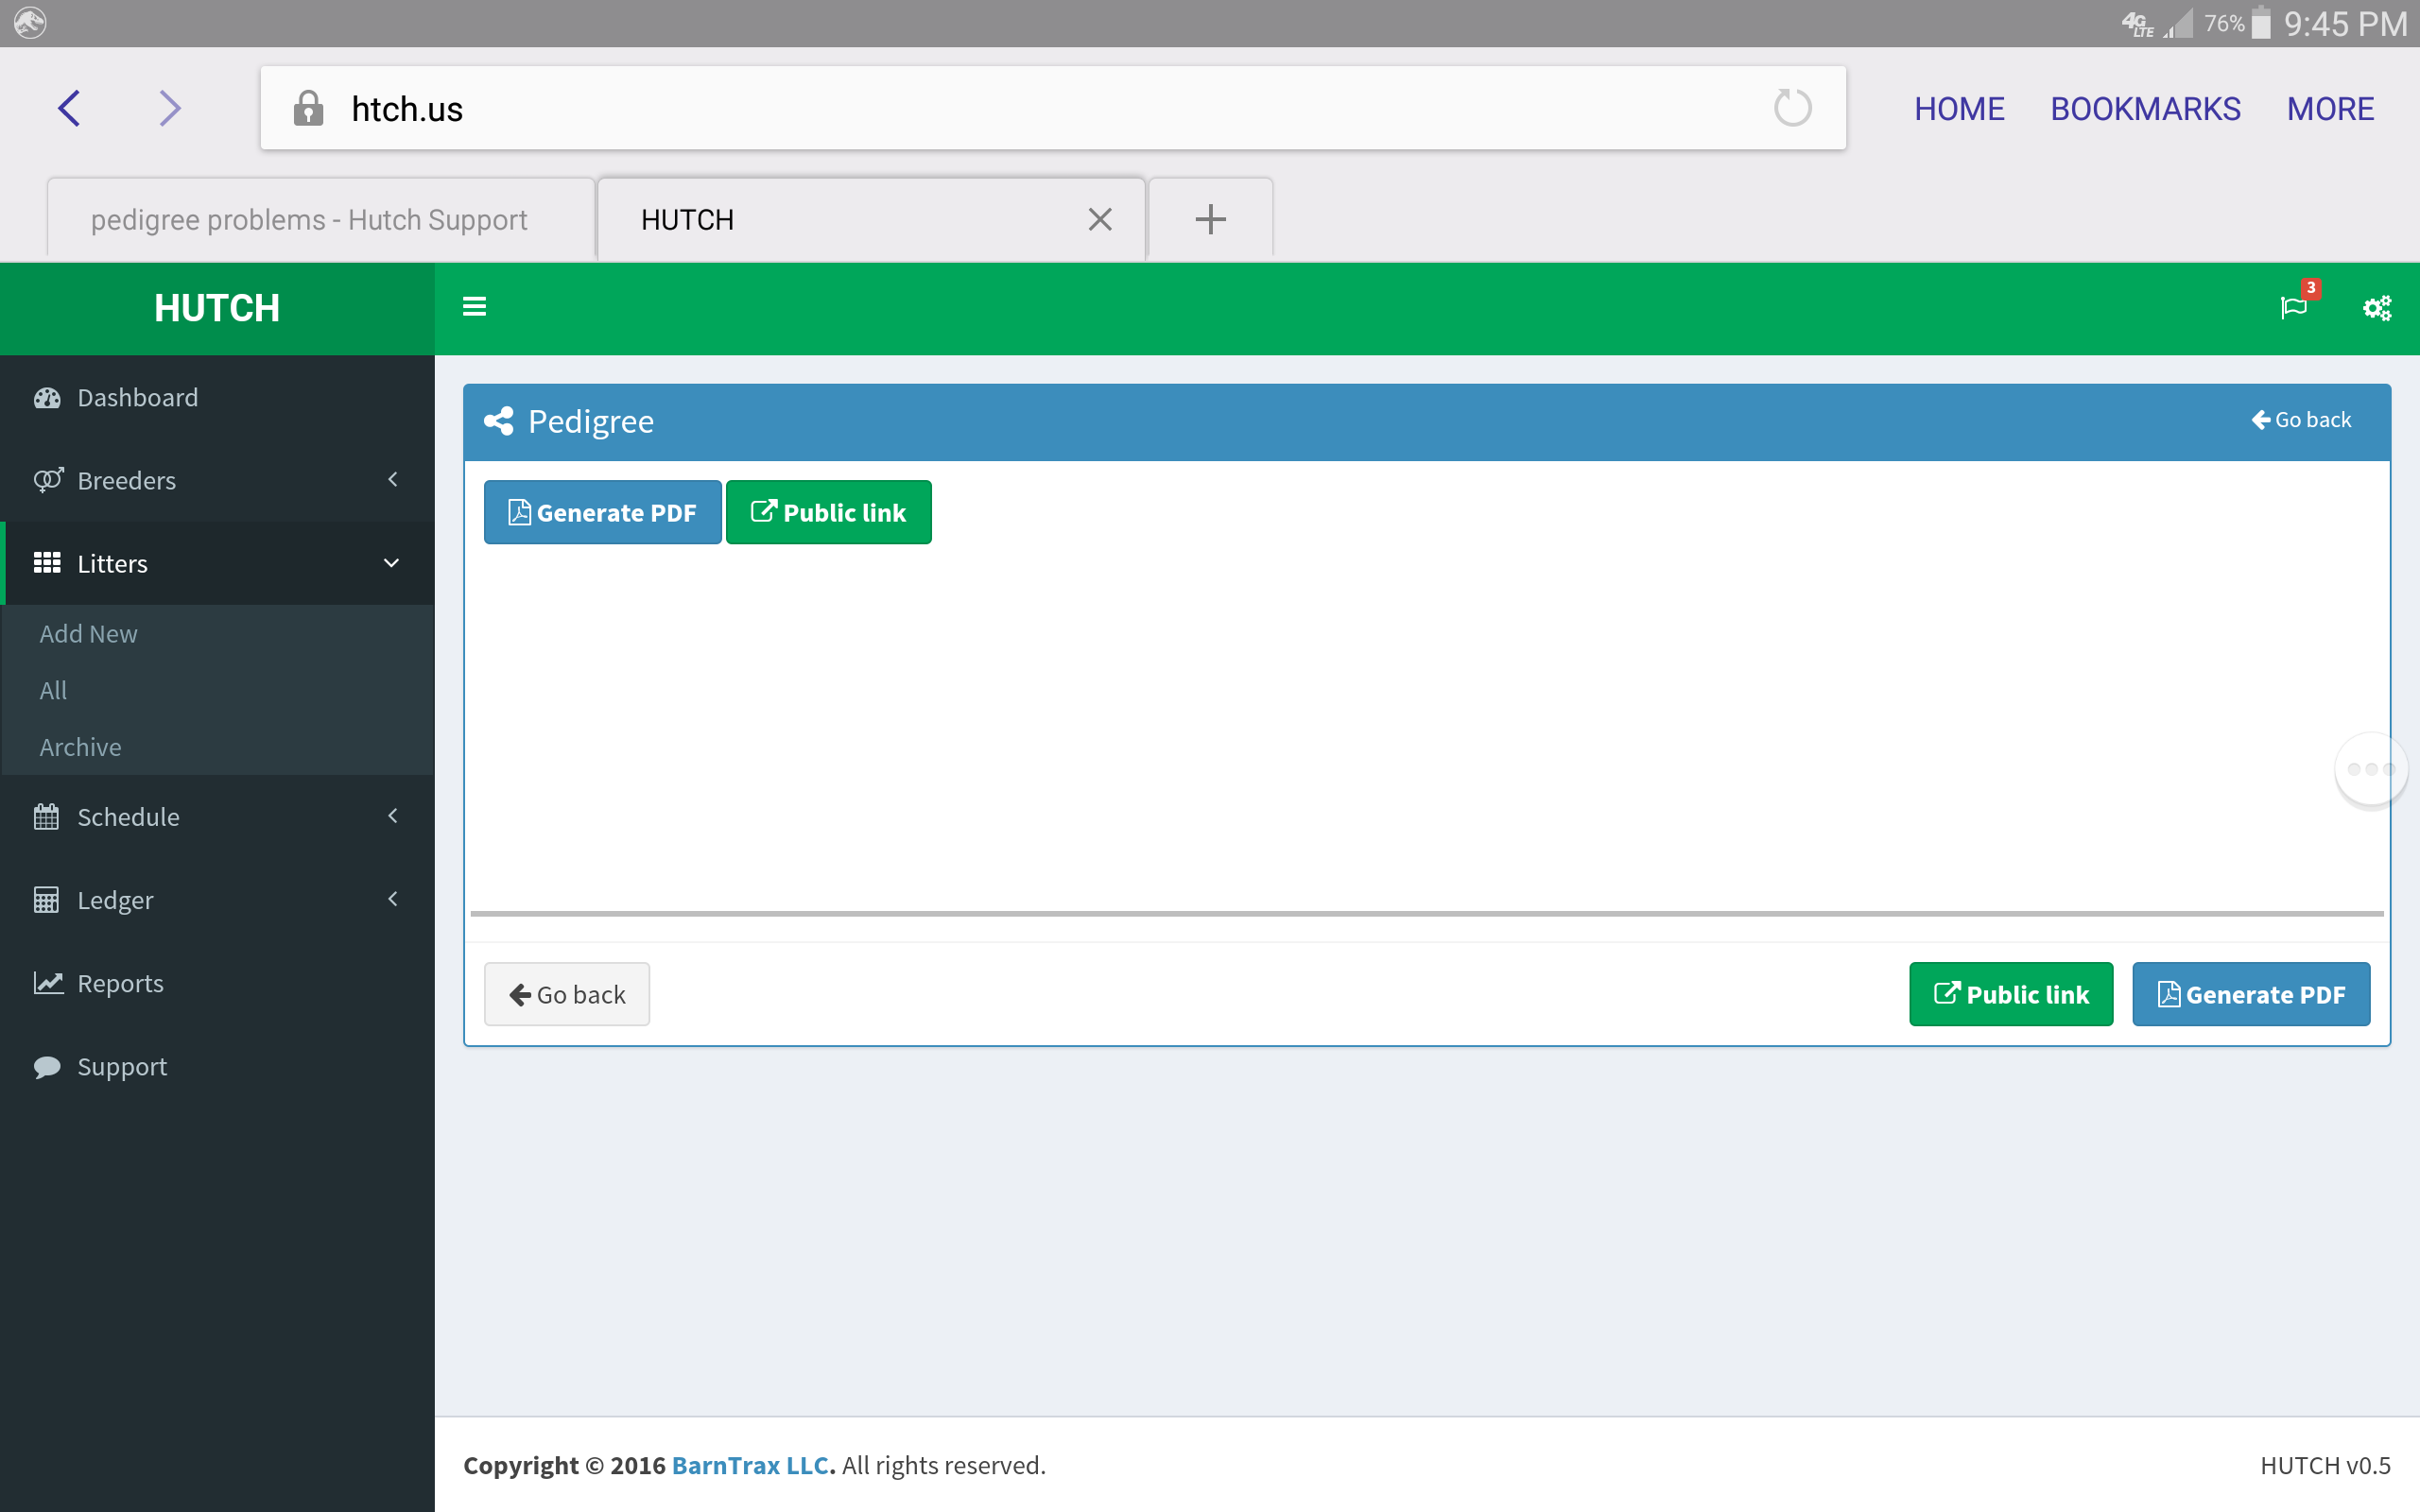 4G LTE 76% 9:45 PM
htch.us
HOME BOOKMARKS MORE
pedigree problems - Hutch Support
HUTCH
HUTCH
3
Dashboard
Breeders
Litters
Add New
All
Archive
Schedule
Ledger
Reports
Support
Pedigree
Go back
Generate PDF
Public link
Go back
Public link
Generate PDF
Copyright © 2016 BarnTrax LLC. All rights reserved.
HUTCH v0.5